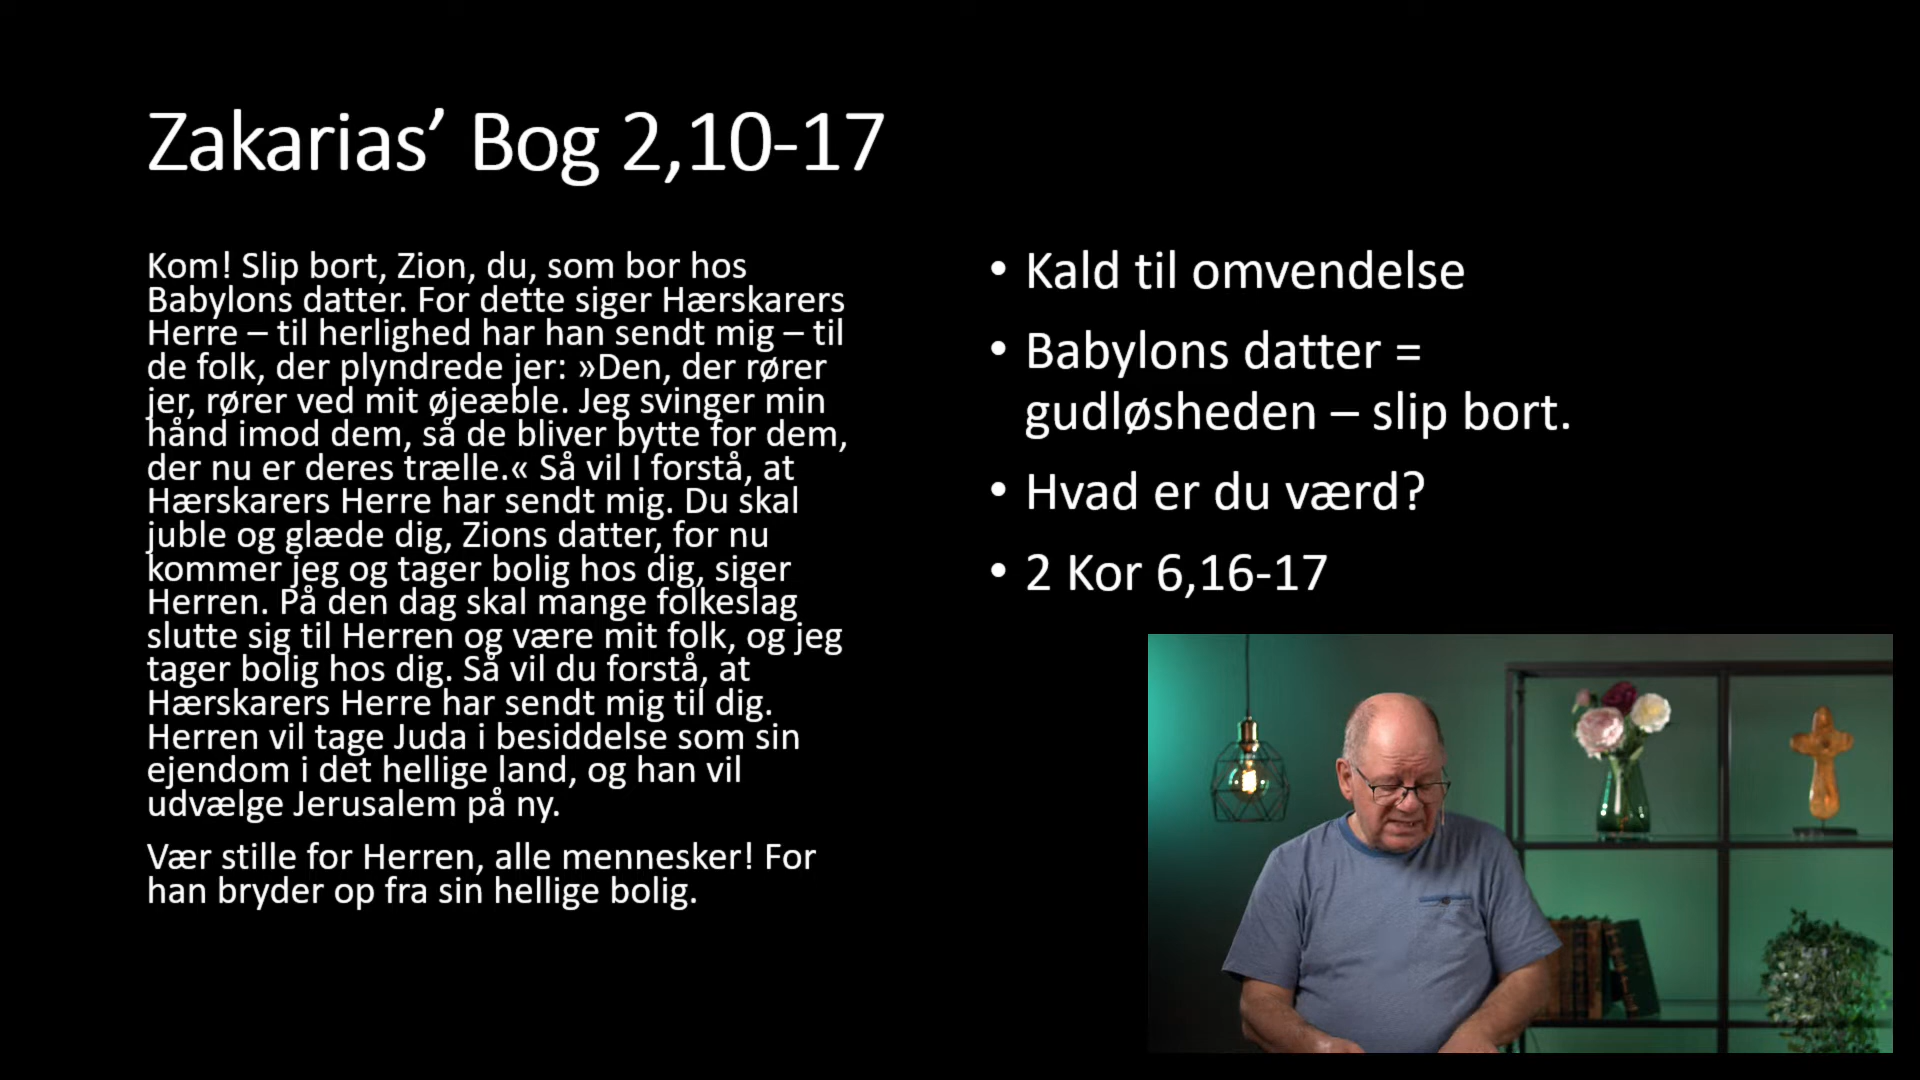 Zakarias’ Bog 2,10-17
Kom! Slip bort, Zion, du, som bor hos
Babylons datter. For dette siger Hærskarers
Herre – til herlighed har han sendt mig – til
de folk, der plyndrede jer: »Den, der rører
jer, rører ved mit øjeæble. Jeg svinger min
hånd imod dem, så de bliver bytte for dem,
der nu er deres trælle.« Så vil I forstå, at
Hærskarers Herre har sendt mig. Du skal
juble og glæde dig, Zions datter, for nu
kommer jeg og tager bolig hos dig, siger
Herren. På den dag skal mange folkeslag
slutte sig til Herren og være mit folk, og jeg
tager bolig hos dig. Så vil du forstå, at
Hærskarers Herre har sendt mig til dig.
Herren vil tage Juda i besiddelse som sin
ejendom i det hellige land, og han vil
udvælge Jerusalem på ny.
Vær stille for Herren, alle mennesker! For
han bryder op fra sin hellige bolig.
• Kald til omvendelse
• Babylons datter =
gudløsheden – slip bort.
• Hvad er du værd?
• 2 Kor 6,16-17